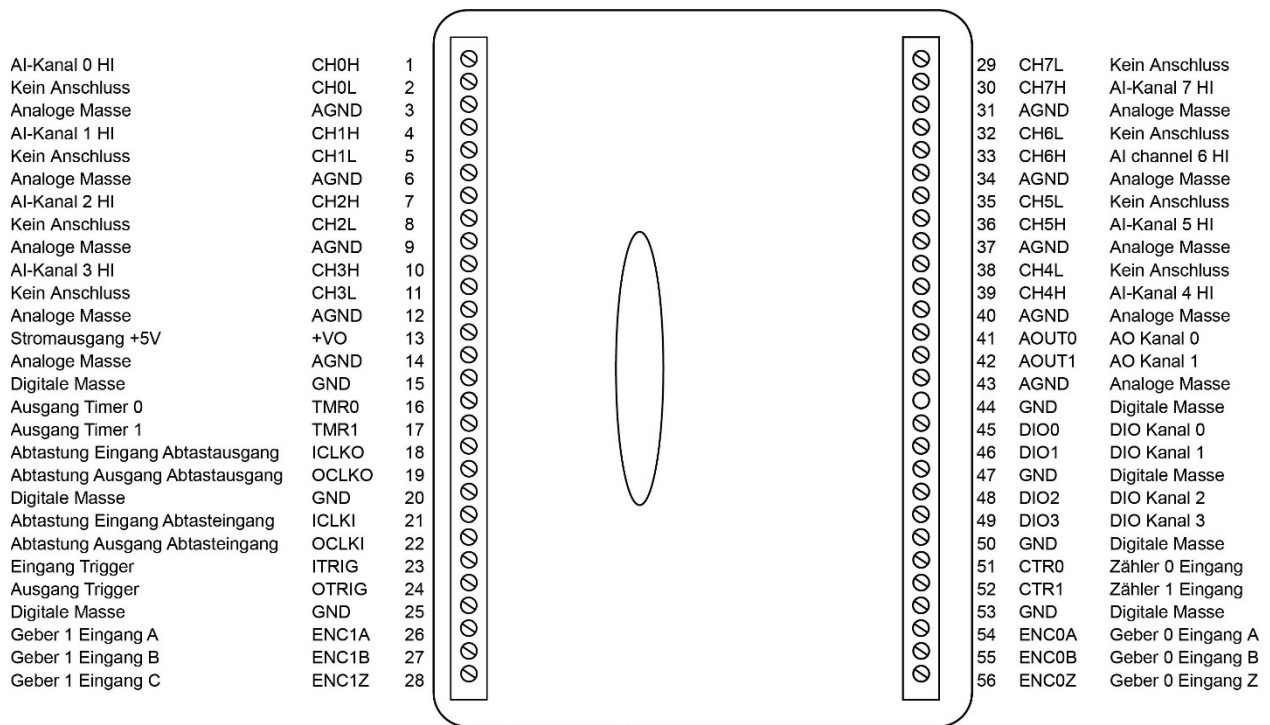 AI-Kanal 0 HI CH0H 1
Kein Anschluss CH0L 2
Analoge Masse AGND 3
AI-Kanal 1 HI CH1H 4
Kein Anschluss CH1L 5
Analoge Masse AGND 6
AI-Kanal 2 HI CH2H 7
Kein Anschluss CH2L 8
Analoge Masse AGND 9
AI-Kanal 3 HI CH3H 10
Kein Anschluss CH3L 11
Analoge Masse AGND 12
Stromausgang +5V +VO 13
Analoge Masse AGND 14
Digitale Masse GND 15
Ausgang Timer 0 TMR0 16
Ausgang Timer 1 TMR1 17
Abtastung Eingang Abtastausgang ICLKO 18
Abtastung Ausgang Abtastausgang OCLKO 19
Digitale Masse GND 20
Abtastung Eingang Abtasteingang ICLKI 21
Abtastung Ausgang Abtasteingang OCLKI 22
Eingang Trigger ITRIG 23
Ausgang Trigger OTRIG 24
Digitale Masse GND 25
Geber 1 Eingang A ENC1A 26
Geber 1 Eingang B ENC1B 27
Geber 1 Eingang C ENC1Z 28
29 CH7L Kein Anschluss
30 CH7H AI-Kanal 7 HI
31 AGND Analoge Masse
32 CH6L Kein Anschluss
33 CH6H AI channel 6 HI
34 AGND Analoge Masse
35 CH5L Kein Anschluss
36 CH5H AI-Kanal 5 HI
37 AGND Analoge Masse
38 CH4L Kein Anschluss
39 CH4H AI-Kanal 4 HI
40 AGND Analoge Masse
41 AOUT0 AO Kanal 0
42 AOUT1 AO Kanal 1
43 AGND Analoge Masse
44 GND Digitale Masse
45 DIO0 DIO Kanal 0
46 DIO1 DIO Kanal 1
47 GND Digitale Masse
48 DIO2 DIO Kanal 2
49 DIO3 DIO Kanal 3
50 GND Digitale Masse
51 CTR0 Zähler 0 Eingang
52 CTR1 Zähler 1 Eingang
53 GND Digitale Masse
54 ENC0A Geber 0 Eingang A
55 ENC0B Geber 0 Eingang B
56 ENC0Z Geber 0 Eingang Z